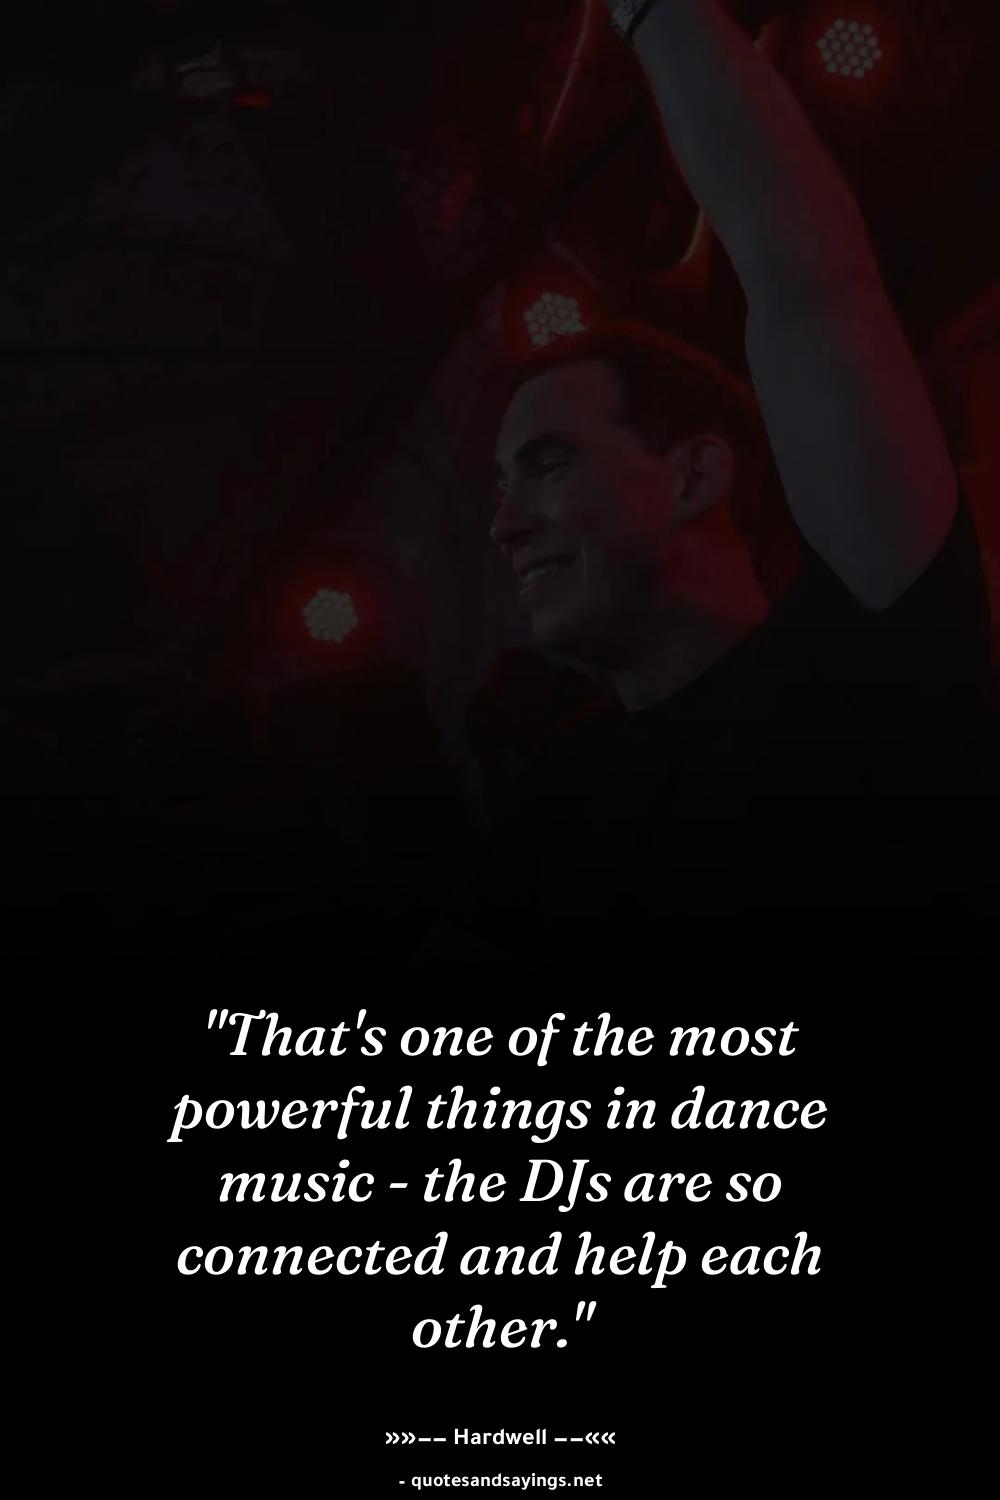 "That's one of the most
powerful things in dance
music - the DJs are so
connected and help each
other."
»»−− Hardwell −−««
- quotesandsayings.net